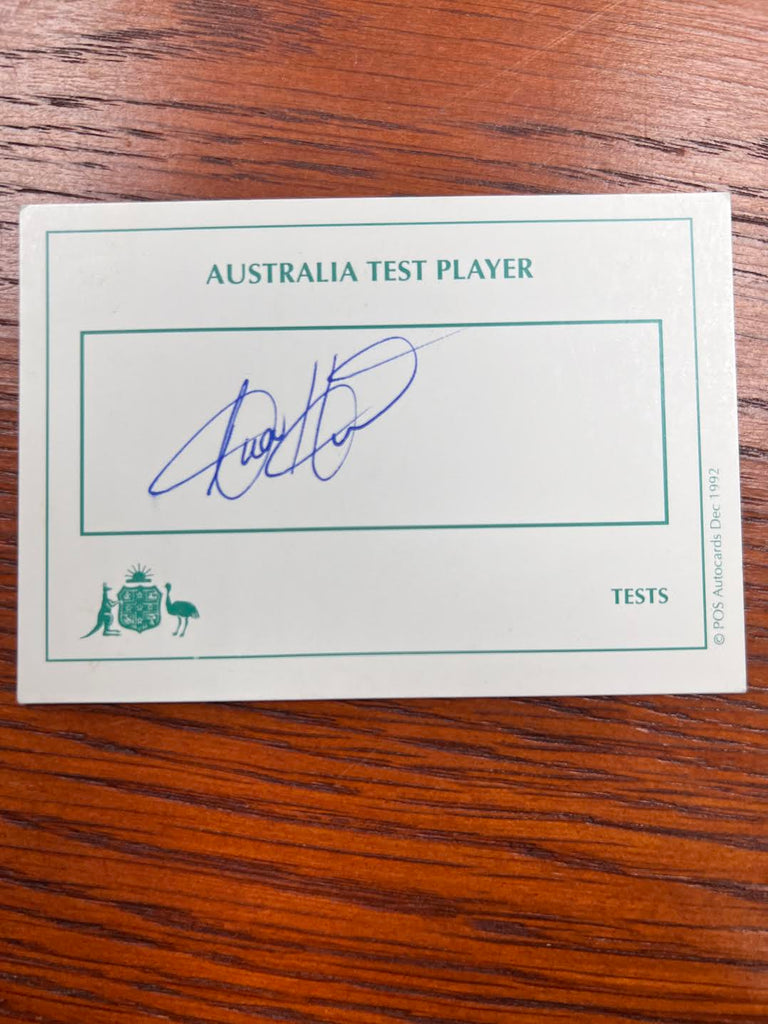 AUSTRALIA TEST PLAYER
TESTS
© POS Autocards Dec 1992